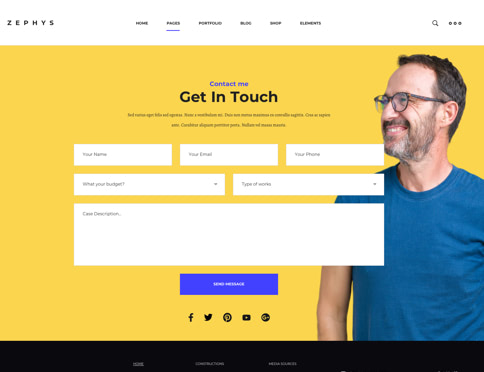 ZEPHYS
HOME PAGES PORTFOLIO BLOG SHOP ELEMENTS
Contact me
Get In Touch
Sed varius eget felis sed egestas. Nunc a vestibulum mi. Duis non metus maximus ex convallis sagittis. Cras at sapien
sem. Curabitur aliquam porttitor porta. Nullam vel massa mauris.
Your Name
Your Email
Your Phone
What your budget?
Type of works
Case Description...
SEND MESSAGE
HOME CONSTRUCTIONS MEDIA SOURCES